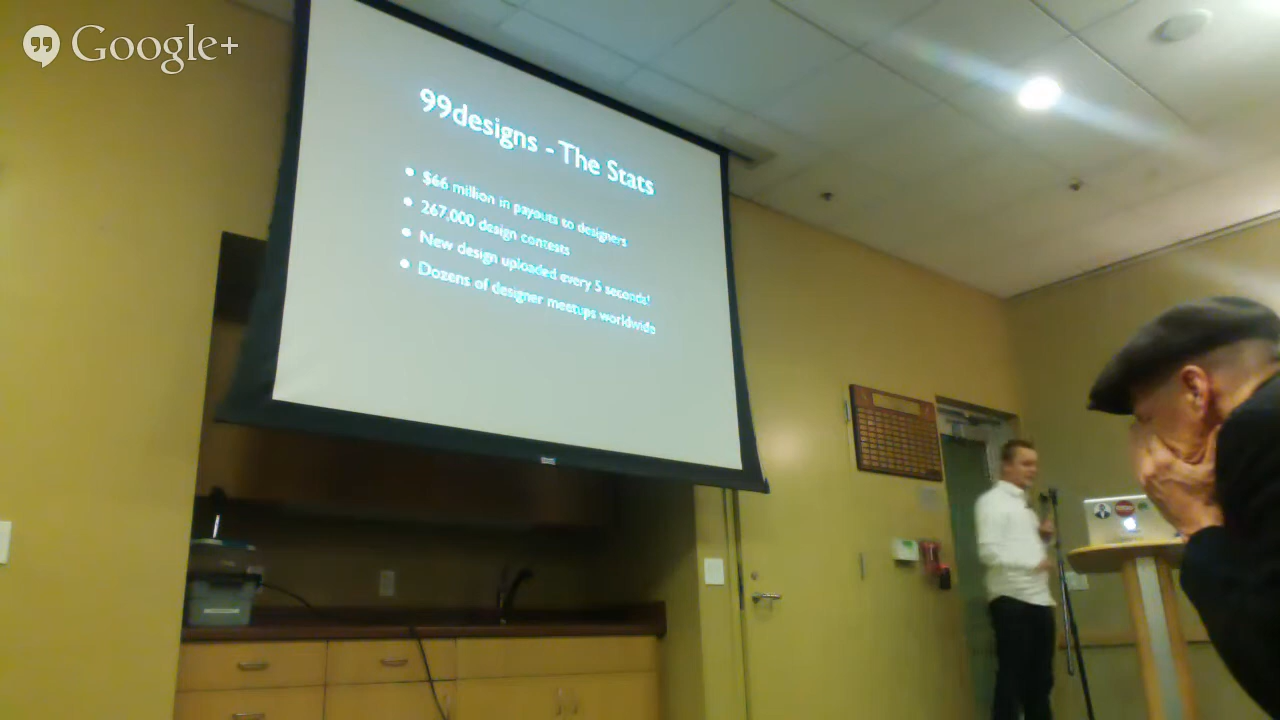 Google+
99designs - The Stats
• $66 million in payouts to designers
• 267,000 design contests
• New design uploaded every 5 seconds!
• Dozens of designer meetups worldwide